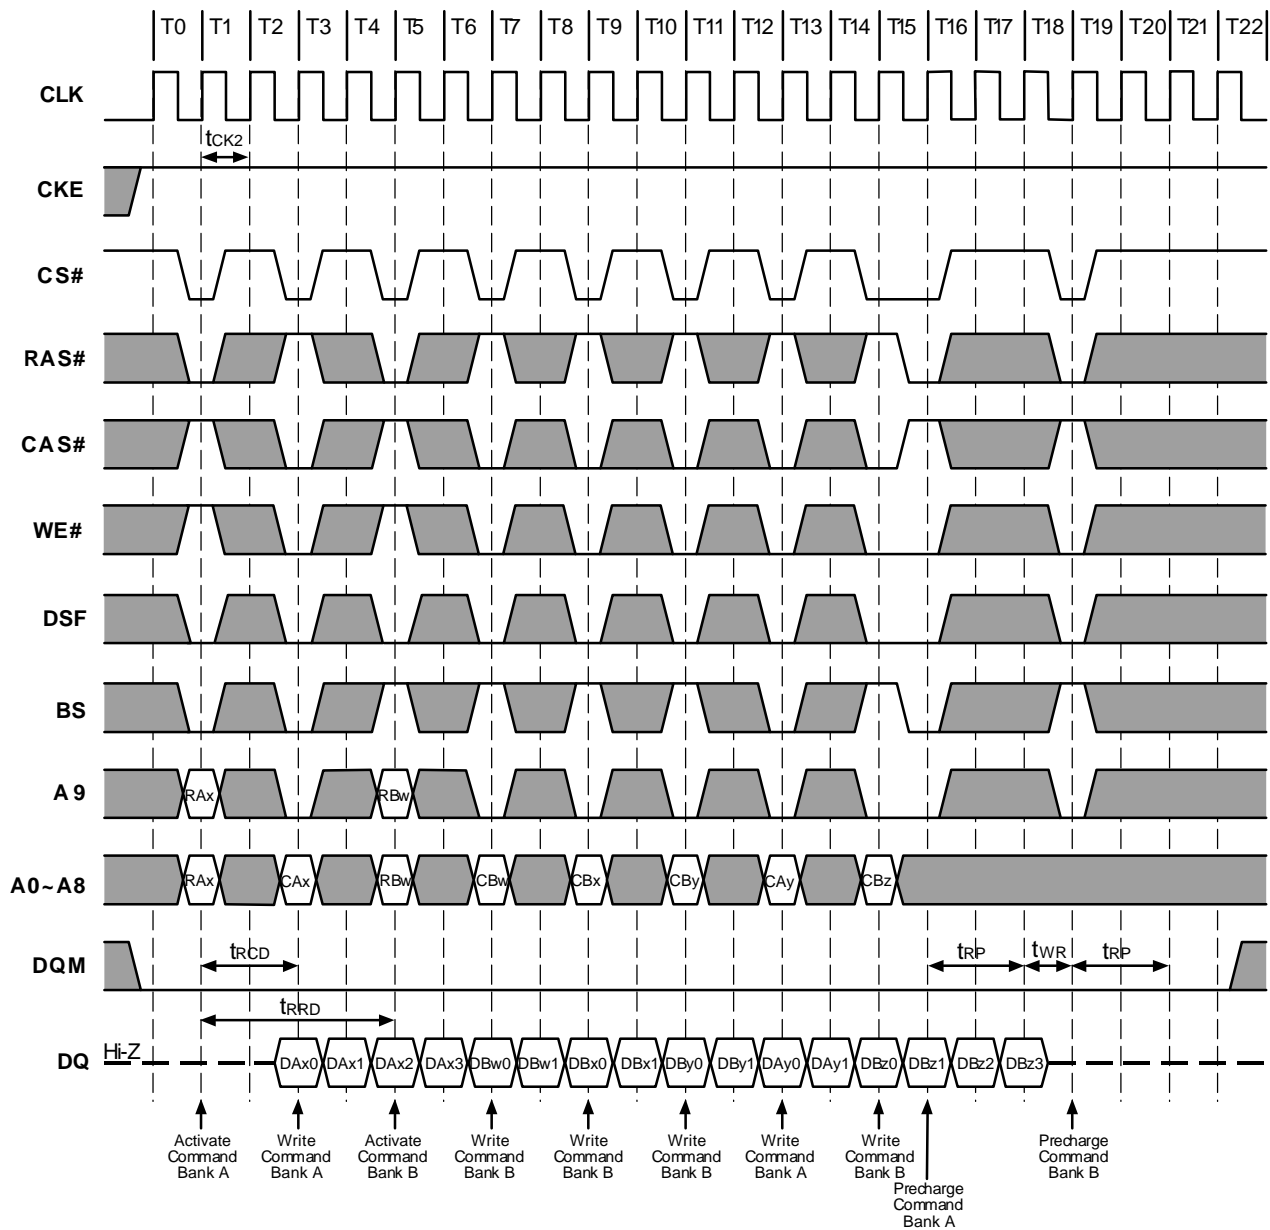 T0 T1 T2 T3 T4 T5 T6 T7 T8 T9 T10 T11 T12 T13 T14 T15 T16 T17 T18 T19 T20 T21 T22
CLK
tCK2
CKE
CS#
RAS#
CAS#
WE#
DSF
BS
A9
RAx RBw
A0~A8
RAx CAx RBw CBw CBx CBy CAy CBz
DQM
tRCD tRP tWR tRP
tRRD
DQ
Hi-Z
DAx0 DAx1 DAx2 DAx3 DBw0 DBw1 DBx0 DBx1 DBy0 DBy1 DAy0 DAy1 DBz0 DBz1 DBz2 DBz3
Activate
Command
Bank A
Write
Command
Bank A
Activate
Command
Bank B
Write
Command
Bank B
Write
Command
Bank B
Write
Command
Bank B
Write
Command
Bank A
Write
Command
Bank B
Precharge
Command
Bank A
Precharge
Command
Bank B